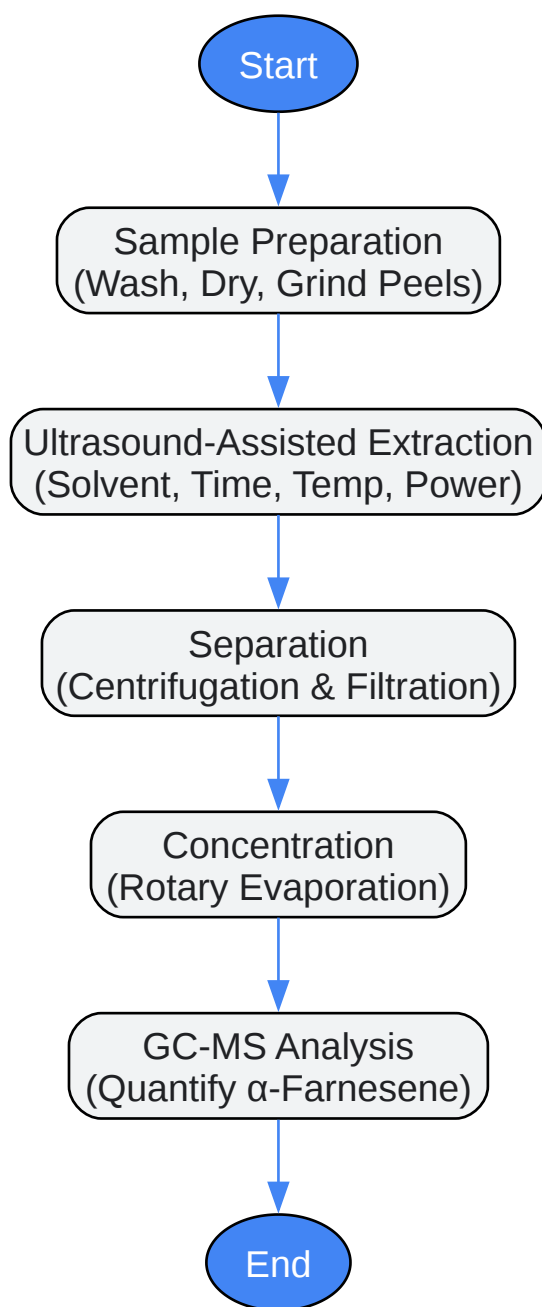 Start
Sample Preparation
(Wash, Dry, Grind Peels)
Ultrasound-Assisted Extraction
(Solvent, Time, Temp, Power)
Separation
(Centrifugation & Filtration)
Concentration
(Rotary Evaporation)
GC-MS Analysis
(Quantify α-Farnesene)
End